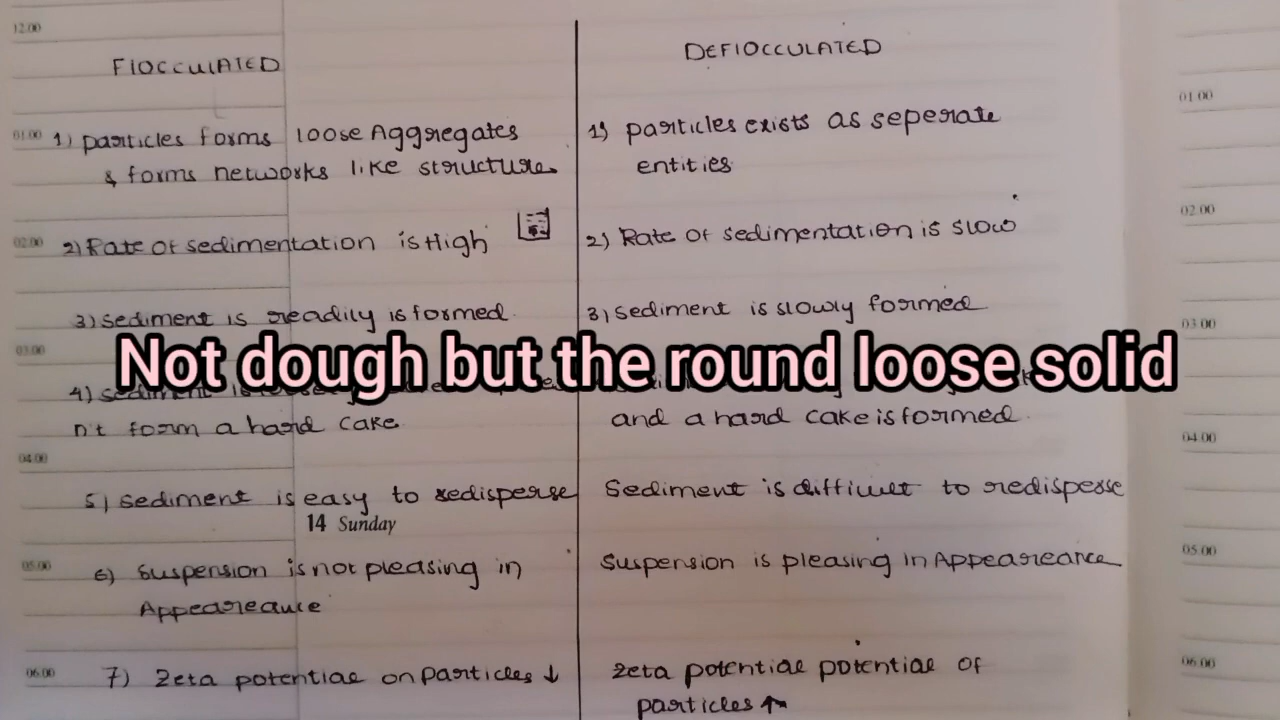 12.00
FlOCCUlATED
DEFlOCCULATED
01.00
1) particles forms loose Aggregates
& forms networks like structure.
1) particles exists as seperate
entities
01.00
02.00
2) Rate of sedimentation is High
2) Rate of sedimentation is slow
02.00
3) sediment is readily is formed
3) sediment is slowly formed
03.00
03.00
Not dough but the round loose solid
4) sediment is
n't form a hard cake
and a hard cake is formed
04.00
04.00
5) sediment is easy to redisperse
Sediment is difficult to redisperse
14 Sunday
05.00
6) Suspension is not pleasing in
Appeareance
Suspension is pleasing in Appeareance
05.00
06.00
7) Zeta potential on particles ↓
Zeta potential potential of
particles ↑
06.00